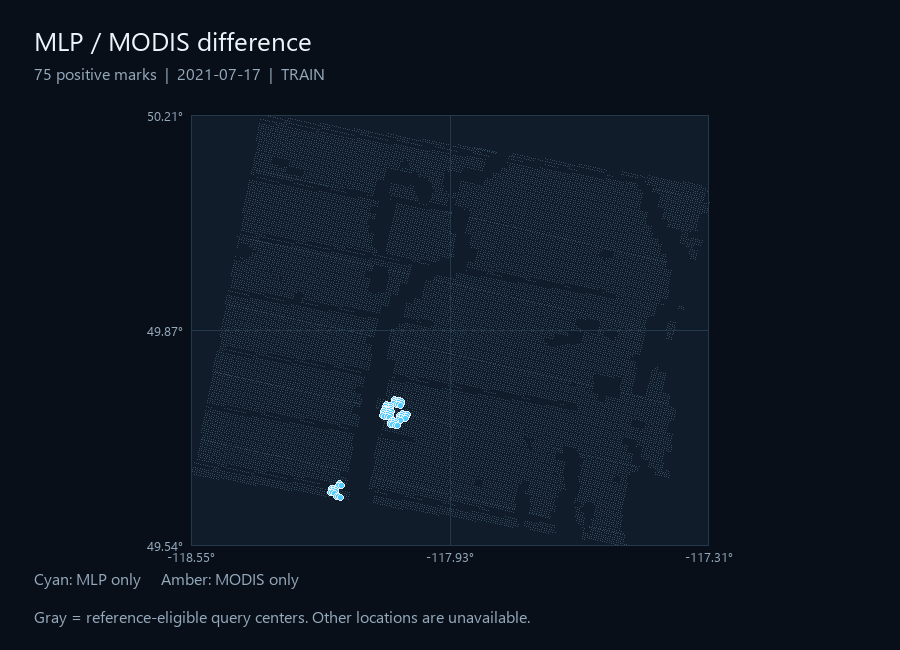 MLP / MODIS difference
75 positive marks | 2021-07-17 | TRAIN
50.21°
49.87°
49.54°
-118.55°
-117.93°
-117.31°
Cyan: MLP only Amber: MODIS only
Gray = reference-eligible query centers. Other locations are unavailable.